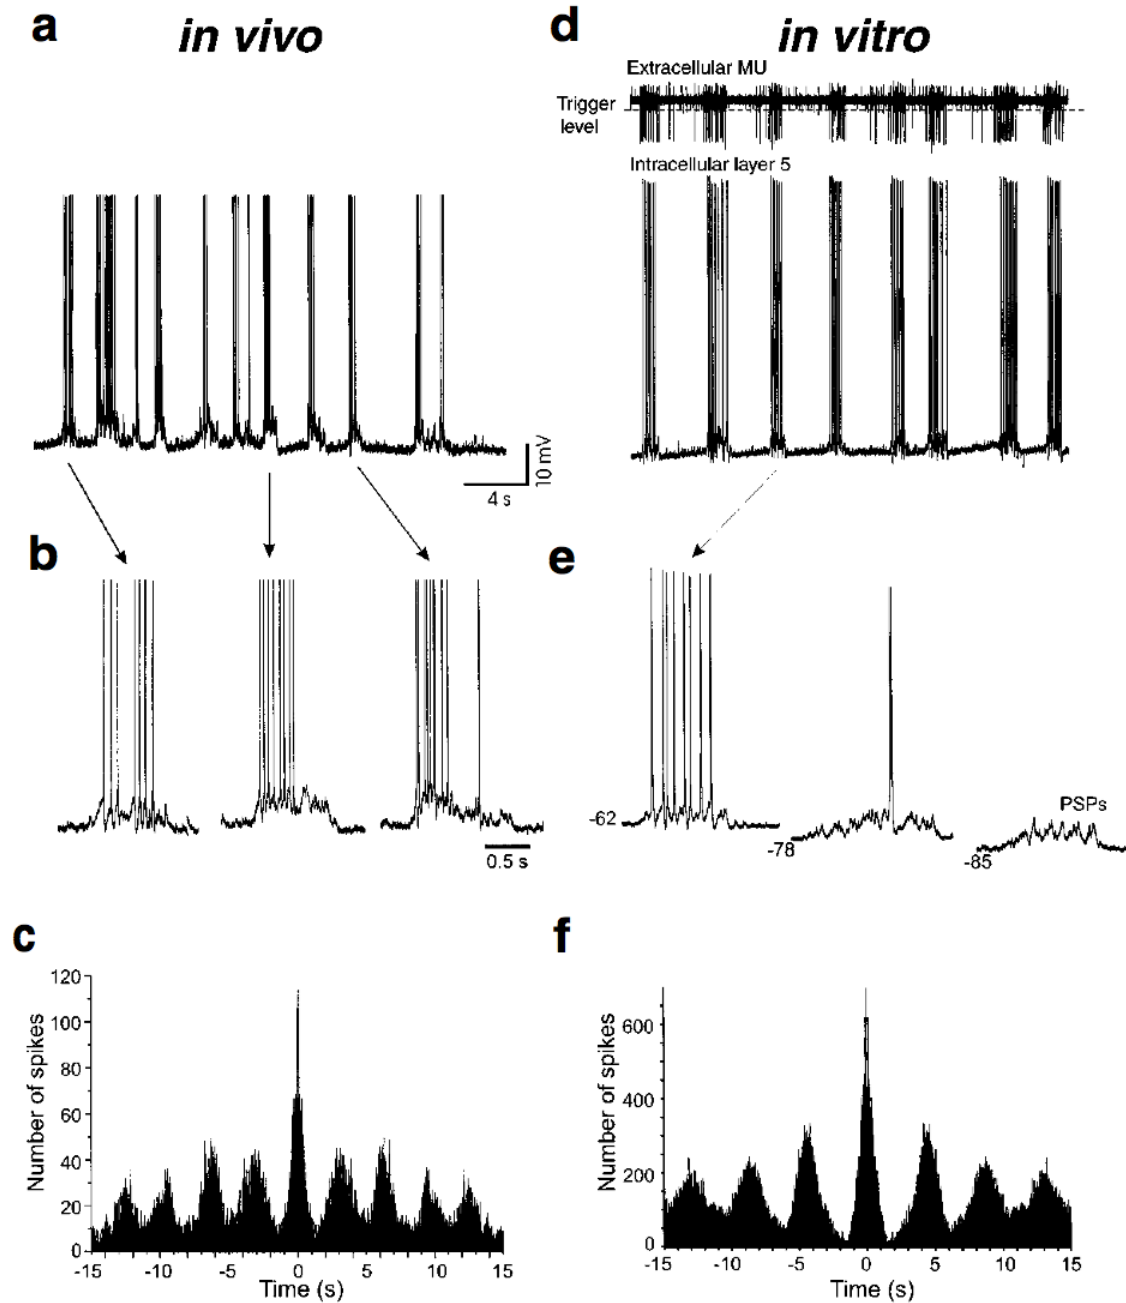 a
in vivo
4 s
10 mV
b
0.5 s
c
120
100
80
60
40
20
0
Number of spikes
-15
-10
-5
0
5
10
15
Time (s)
d
in vitro
Extracellular MU
Trigger
level
Intracellular layer 5
e
-62
-78
-85
PSPs
f
600
400
200
0
Number of spikes
-15
-10
-5
0
5
10
15
Time (s)